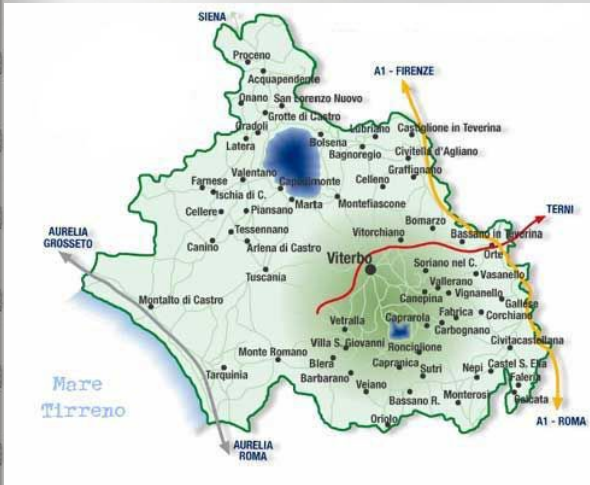 SIENA
Proceno
Acquapendente
A1 - FIRENZE
Onano
San Lorenzo Nuovo
Grotte di Castro
Gradoli
Lubriano
Castiglione in Teverina
Latera
Bolsena
Bagnoregio
Civitella d'Agliano
Graffignano
Valentano
Farnese
Capodimonte
Celleno
Ischia di C.
Marta
Montefiascone
Cellere
Piansano
TERNI
Bomarzo
Bassano in Teverina
AURELIA
GROSSETO
Tessennano
Vitorchiano
Canino
Arlena di Castro
Orte
Viterbo
Soriano nel C.
Tuscania
Vasanello
Vallerano
Montalto di Castro
Canepina
Vignanello
Gallese
Vetralla
Caprarola
Fabrica
Corchiano
Carbognano
Villa S. Giovanni
Ronciglione
Civitacastellana
Monte Romano
Blera
Capranica
Nepi
Castel S. Elia
Tarquinia
Barbarano
Sutri
Faleria
Mare
Tirreno
Veiano
Bassano R.
Monterosi
Calcata
Oriolo
A1 - ROMA
AURELIA
ROMA